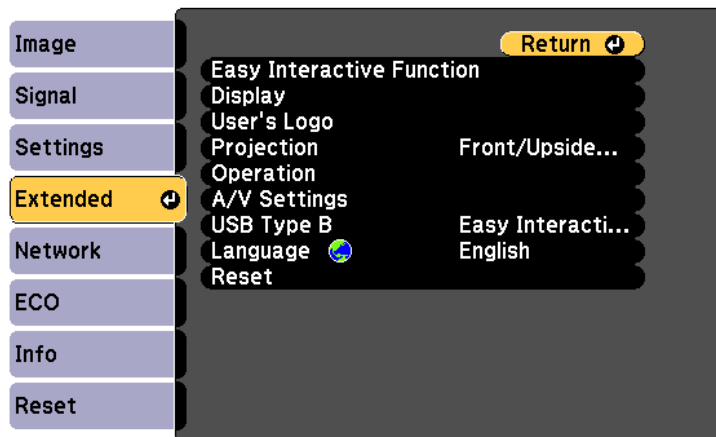 Image
Signal
Settings
Extended
Network
ECO
Info
Reset
Return
Easy Interactive Function
Display
User's Logo
Projection Front/Upside...
Operation
A/V Settings
USB Type B Easy Interacti...
Language English
Reset